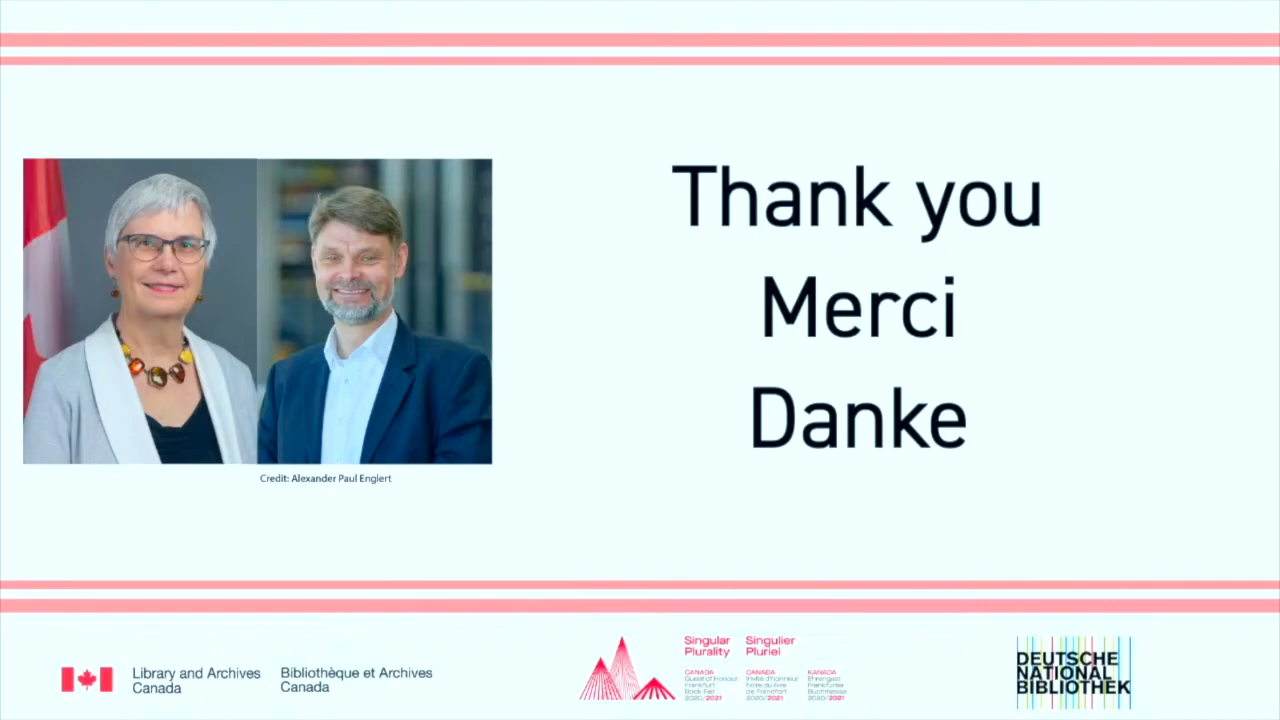 Thank you
Merci
Danke
Credit: Alexander Paul Englert
Library and Archives
Canada
Bibliothèque et Archives
Canada
Singular
Plurality
CANADA
Guest of Honour
Frankfurt
Book Fair
2020/2021
Singulier
Pluriel
CANADA
Invité d'honneur
Foire du livre
de Francfort
2020/2021
KANADA
Ehrengast
Frankfurter
Buchmesse
2020/2021
DEUTSCHE
NATIONAL
BIBLIOTHEK